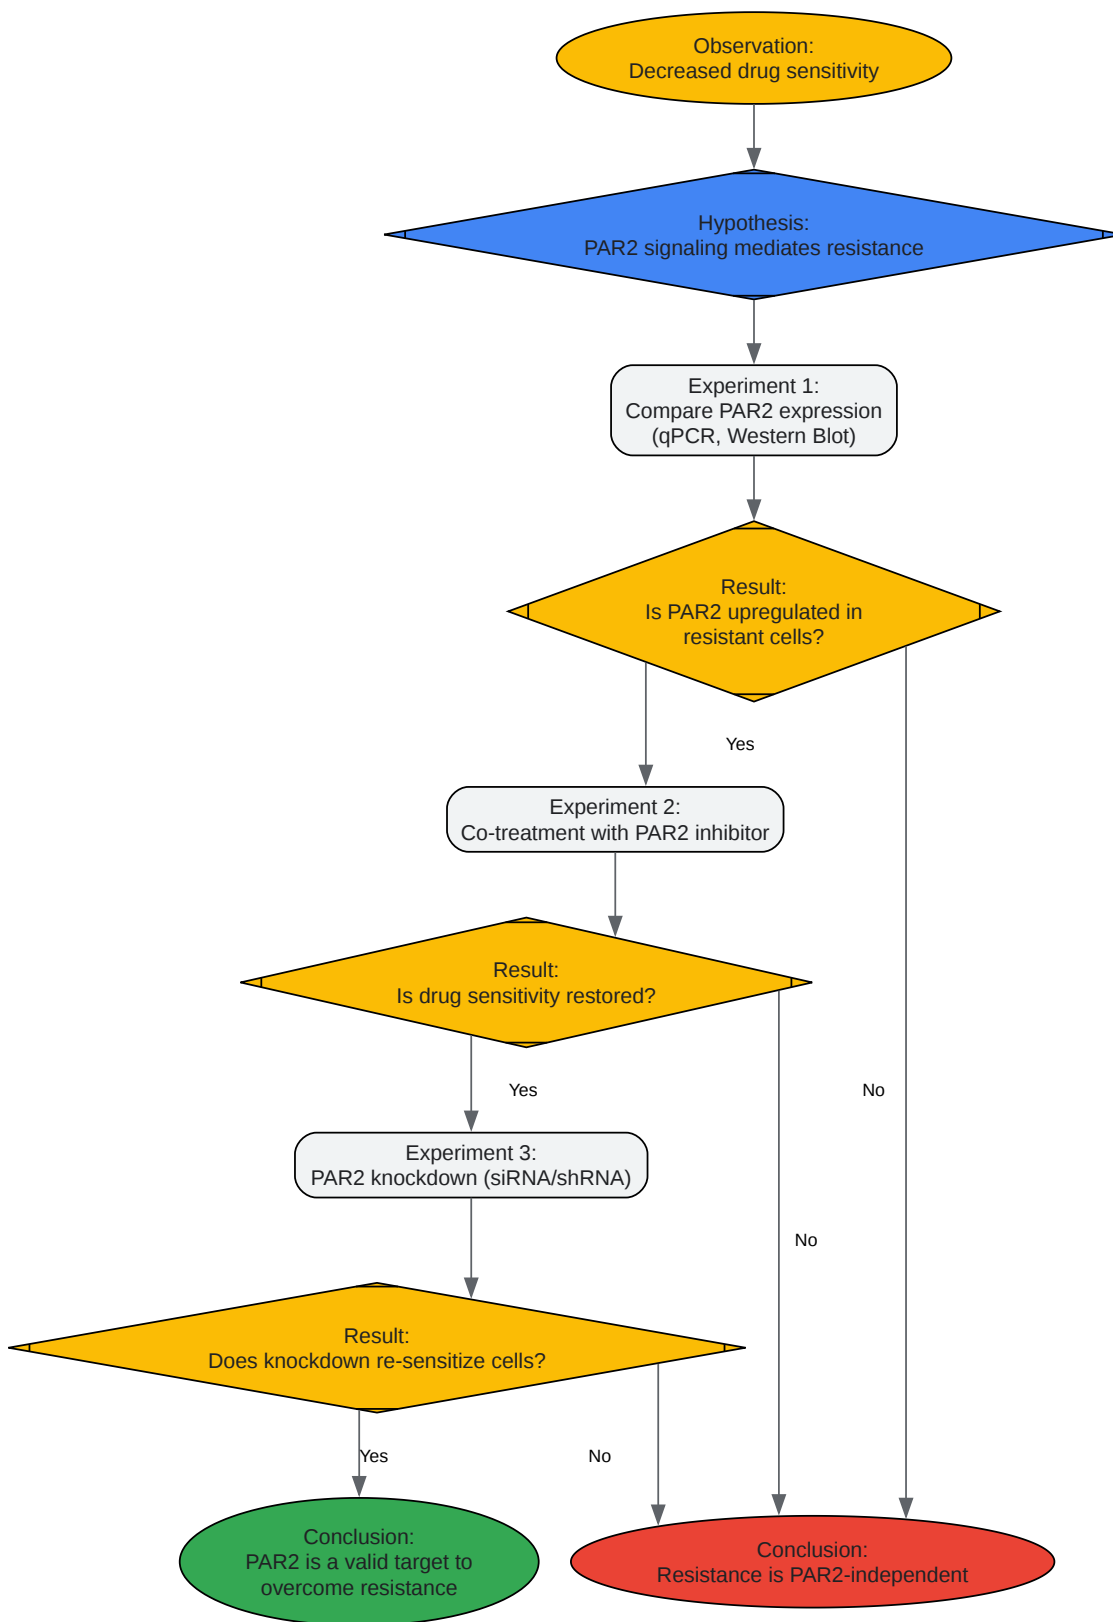 Observation:
Decreased drug sensitivity
Hypothesis:
PAR2 signaling mediates resistance
Experiment 1:
Compare PAR2 expression
(qPCR, Western Blot)
Result:
Is PAR2 upregulated in
resistant cells?
Yes
Experiment 2:
Co-treatment with PAR2 inhibitor
Result:
Is drug sensitivity restored?
Yes
No
Experiment 3:
PAR2 knockdown (siRNA/shRNA)
No
Result:
Does knockdown re-sensitize cells?
Yes
No
Conclusion:
PAR2 is a valid target to
overcome resistance
Conclusion:
Resistance is PAR2-independent